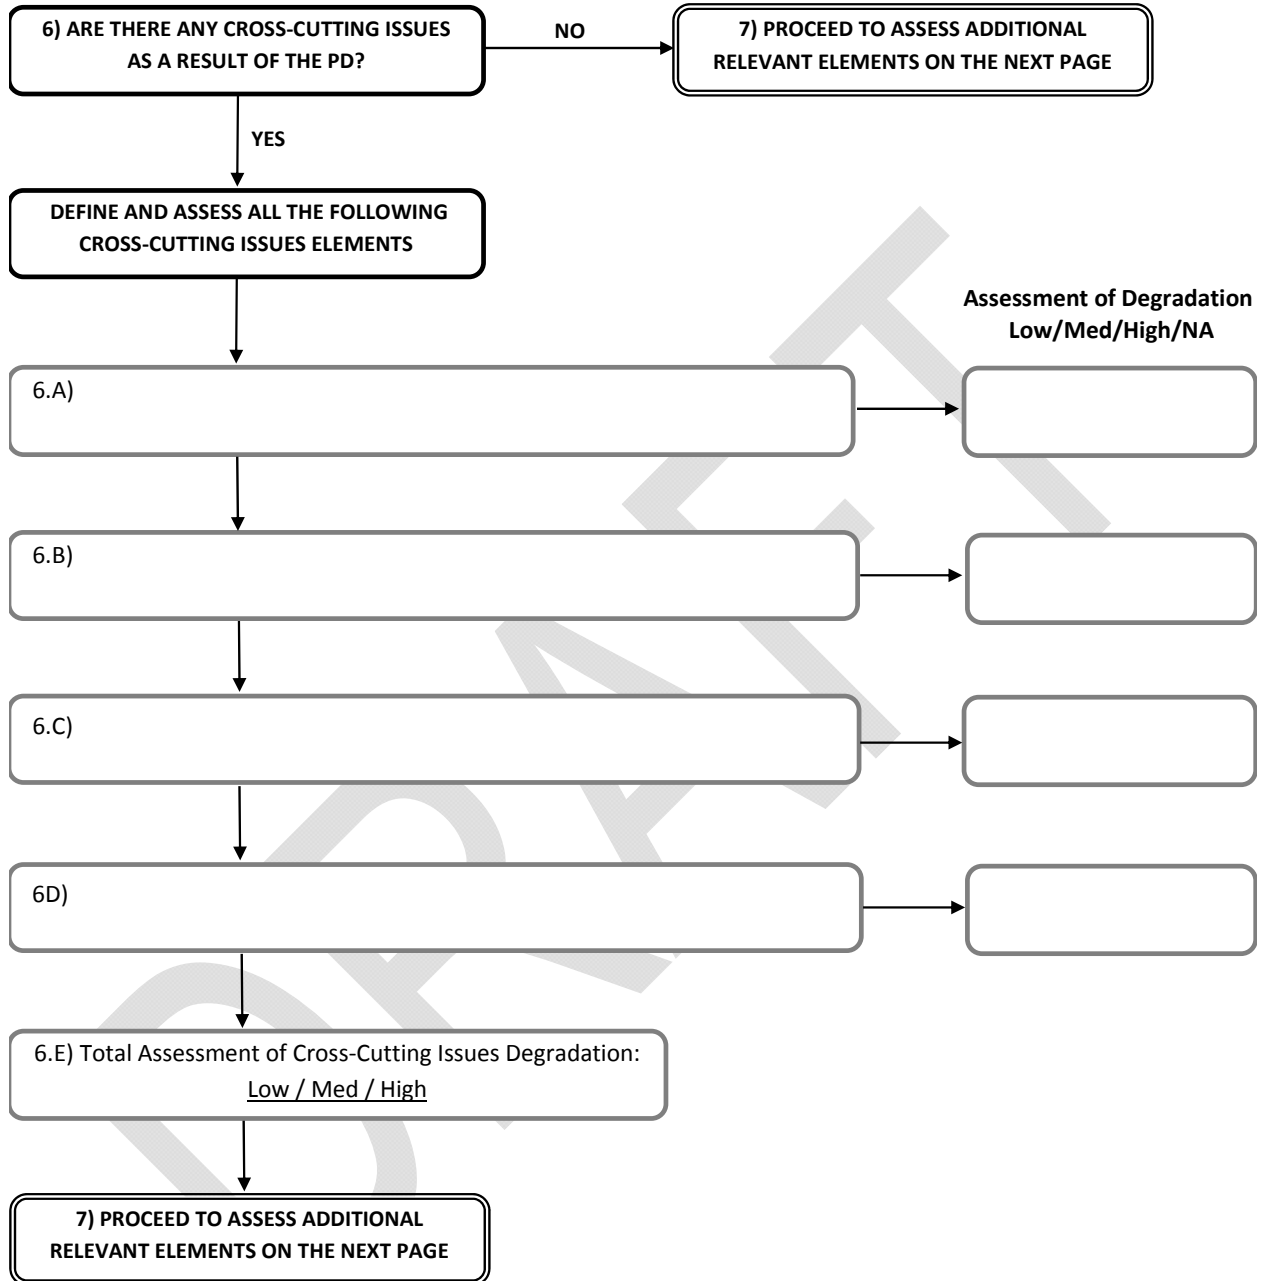 6) ARE THERE ANY CROSS-CUTTING ISSUES
AS A RESULT OF THE PD?
NO
7) PROCEED TO ASSESS ADDITIONAL
RELEVANT ELEMENTS ON THE NEXT PAGE
YES
DEFINE AND ASSESS ALL THE FOLLOWING
CROSS-CUTTING ISSUES ELEMENTS
Assessment of Degradation
Low/Med/High/NA
6.A)
6.B)
6.C)
6D)
6.E) Total Assessment of Cross-Cutting Issues Degradation:
Low / Med / High
7) PROCEED TO ASSESS ADDITIONAL
RELEVANT ELEMENTS ON THE NEXT PAGE
DRAFT